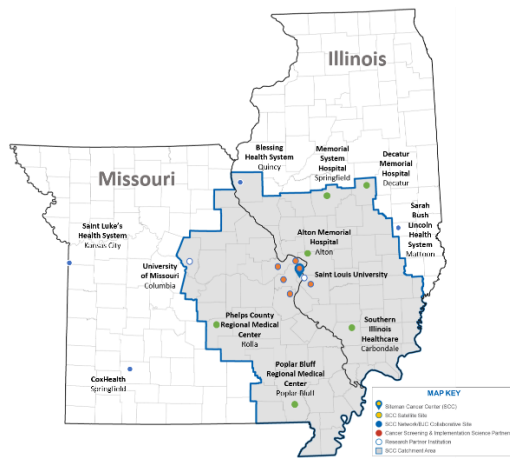 Illinois
Missouri
Blessing
Health System
Quincy
Memorial
System
Hospital
Springfield
Decatur
Memorial
Hospital
Decatur
Saint Luke's
Health System
Kansas City
Sarah
Bush
Lincoln
Health
System
Mattoon
Alton Memorial
Hospital
Alton
University
of Missouri
Columbia
Saint Louis University
Phelps County
Regional Medical
Center
Rolla
Southern
Illinois
Healthcare
Carbondale
Poplar Bluff
Regional Medical
Center
Poplar Bluff
CoxHealth
Springfield
MAP KEY
Siteman Cancer Center (SCC)
SCC Satellite Site
SCC Network/BJC Collaborative Site
Cancer Screening & Implementation Science Partner
Research Partner Institution
SCC Catchment Area